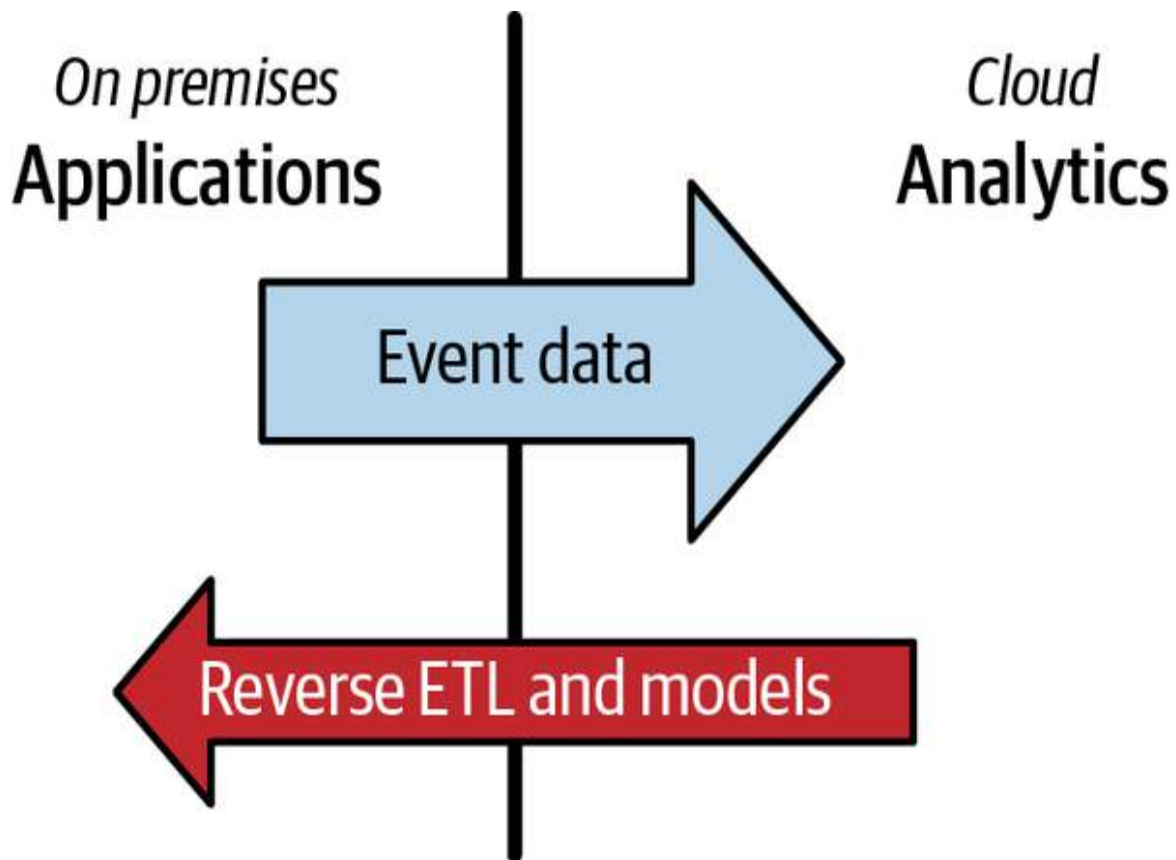 On premises
Applications
Cloud
Analytics
Event data
Reverse ETL and models